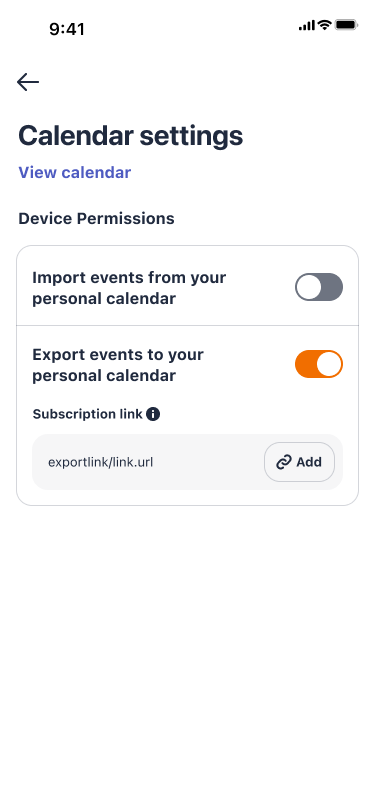 9:41
Calendar settings
View calendar
Device Permissions
Import events from your
personal calendar
Export events to your
personal calendar
Subscription link
exportlink/link.url
Add